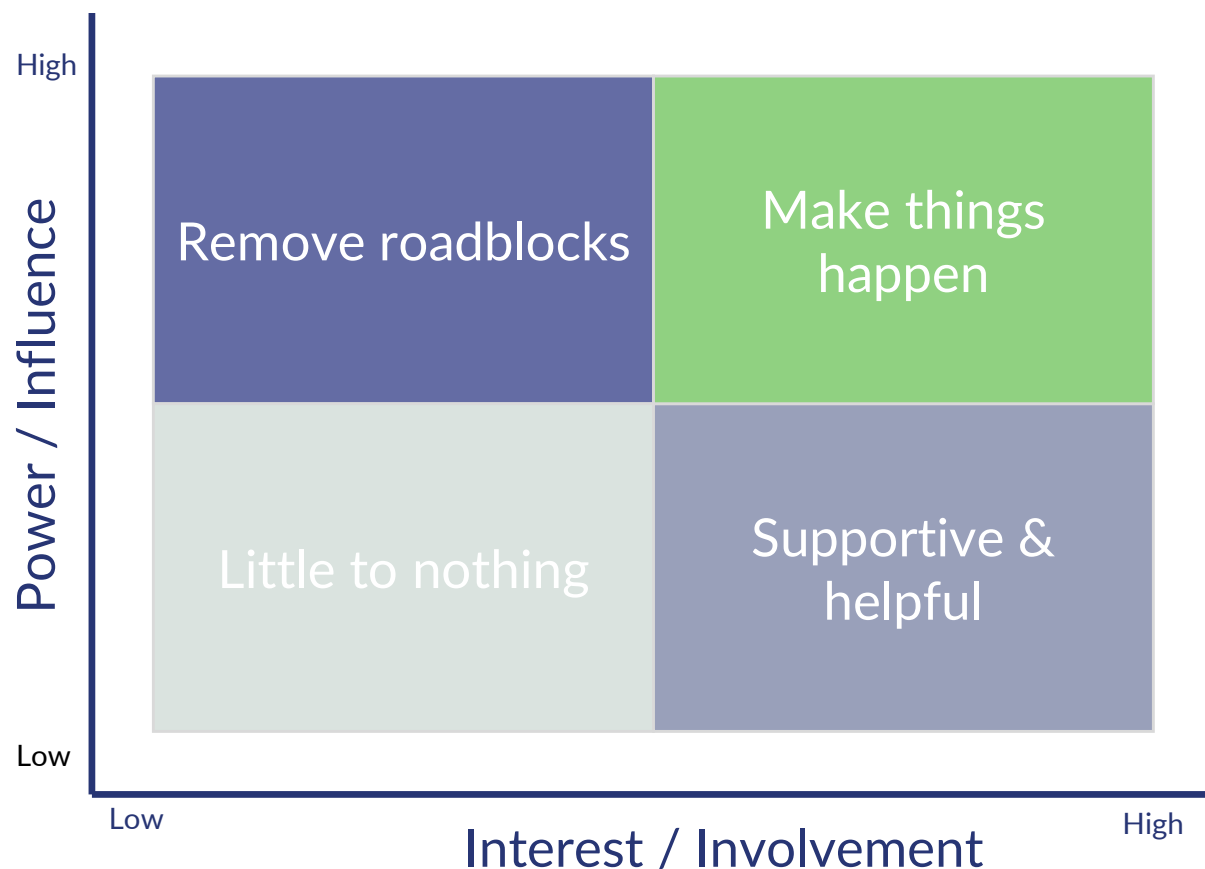 High
Power / Influence
Remove roadblocks
Make things
happen
Little to nothing
Supportive &
helpful
Low
Low
High
Interest / Involvement